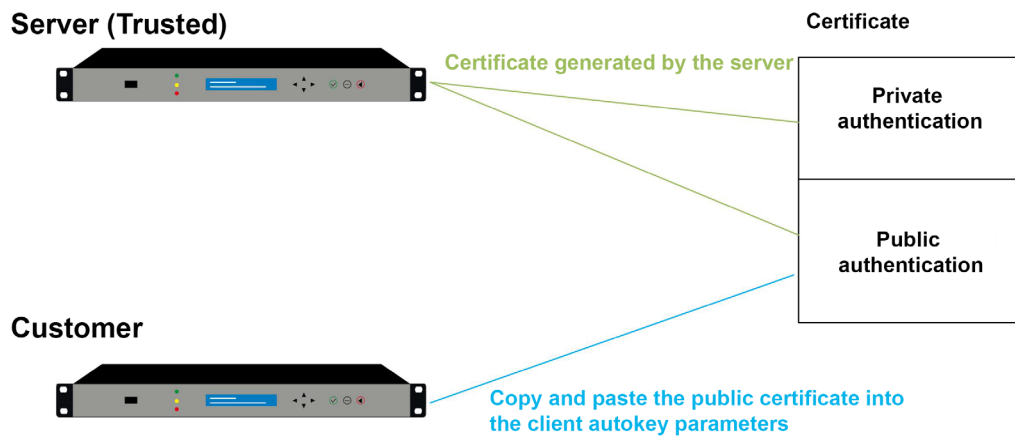 Server (Trusted)
Certificate
Certificate generated by the server
Private
authentication
Public
authentication
Customer
Copy and paste the public certificate into
the client autokey parameters